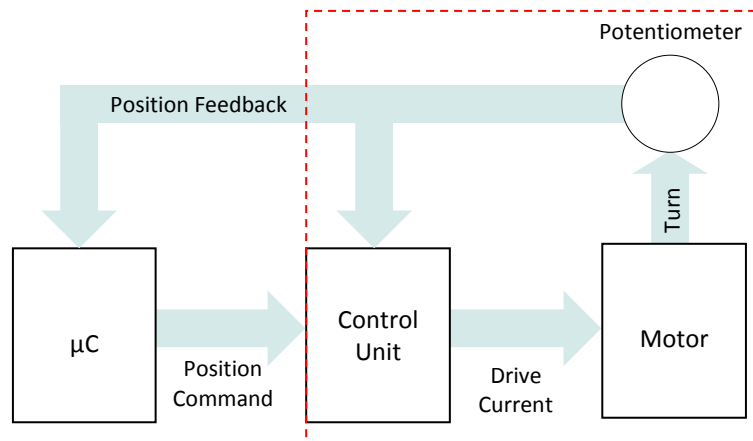 Potentiometer
Position Feedback
Turn
µC
Control
Unit
Motor
Position
Command
Drive
Current